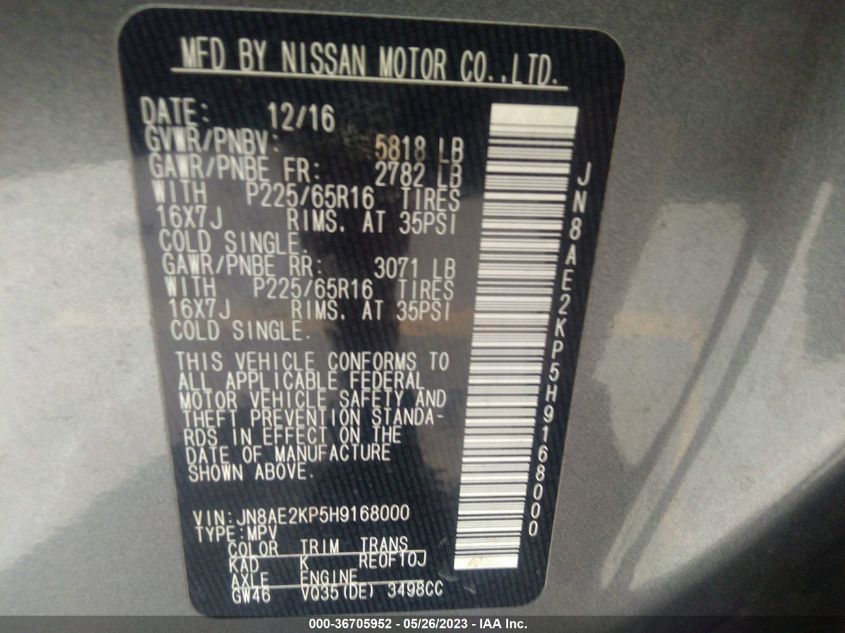 MFD BY NISSAN MOTOR CO.,LTD.
DATE: 12/16
GVWR/PNBV: 5818 LB
GAWR/PNBE FR: 2782 LB
WITH P225/65R16 TIRES
16X7J RIMS. AT 35PSI
COLD SINGLE.
GAWR/PNBE RR: 3071 LB
WITH P225/65R16 TIRES
16X7J RIMS. AT 35PSI
COLD SINGLE.
THIS VEHICLE CONFORMS TO
ALL APPLICABLE FEDERAL
MOTOR VEHICLE SAFETY AND
THEFT PREVENTION STANDA-
RDS IN EFFECT ON THE
DATE OF MANUFACTURE
SHOWN ABOVE.
VIN:JN8AE2KP5H9168000
TYPE:MPV
COLOR TRIM TRANS
KAD K RE0F10J
AXLE ENGINE
GW46 VQ35(DE) 3498CC
JN8AE2KP5H9168000
000-36705952 - 05/26/2023 - IAA Inc.